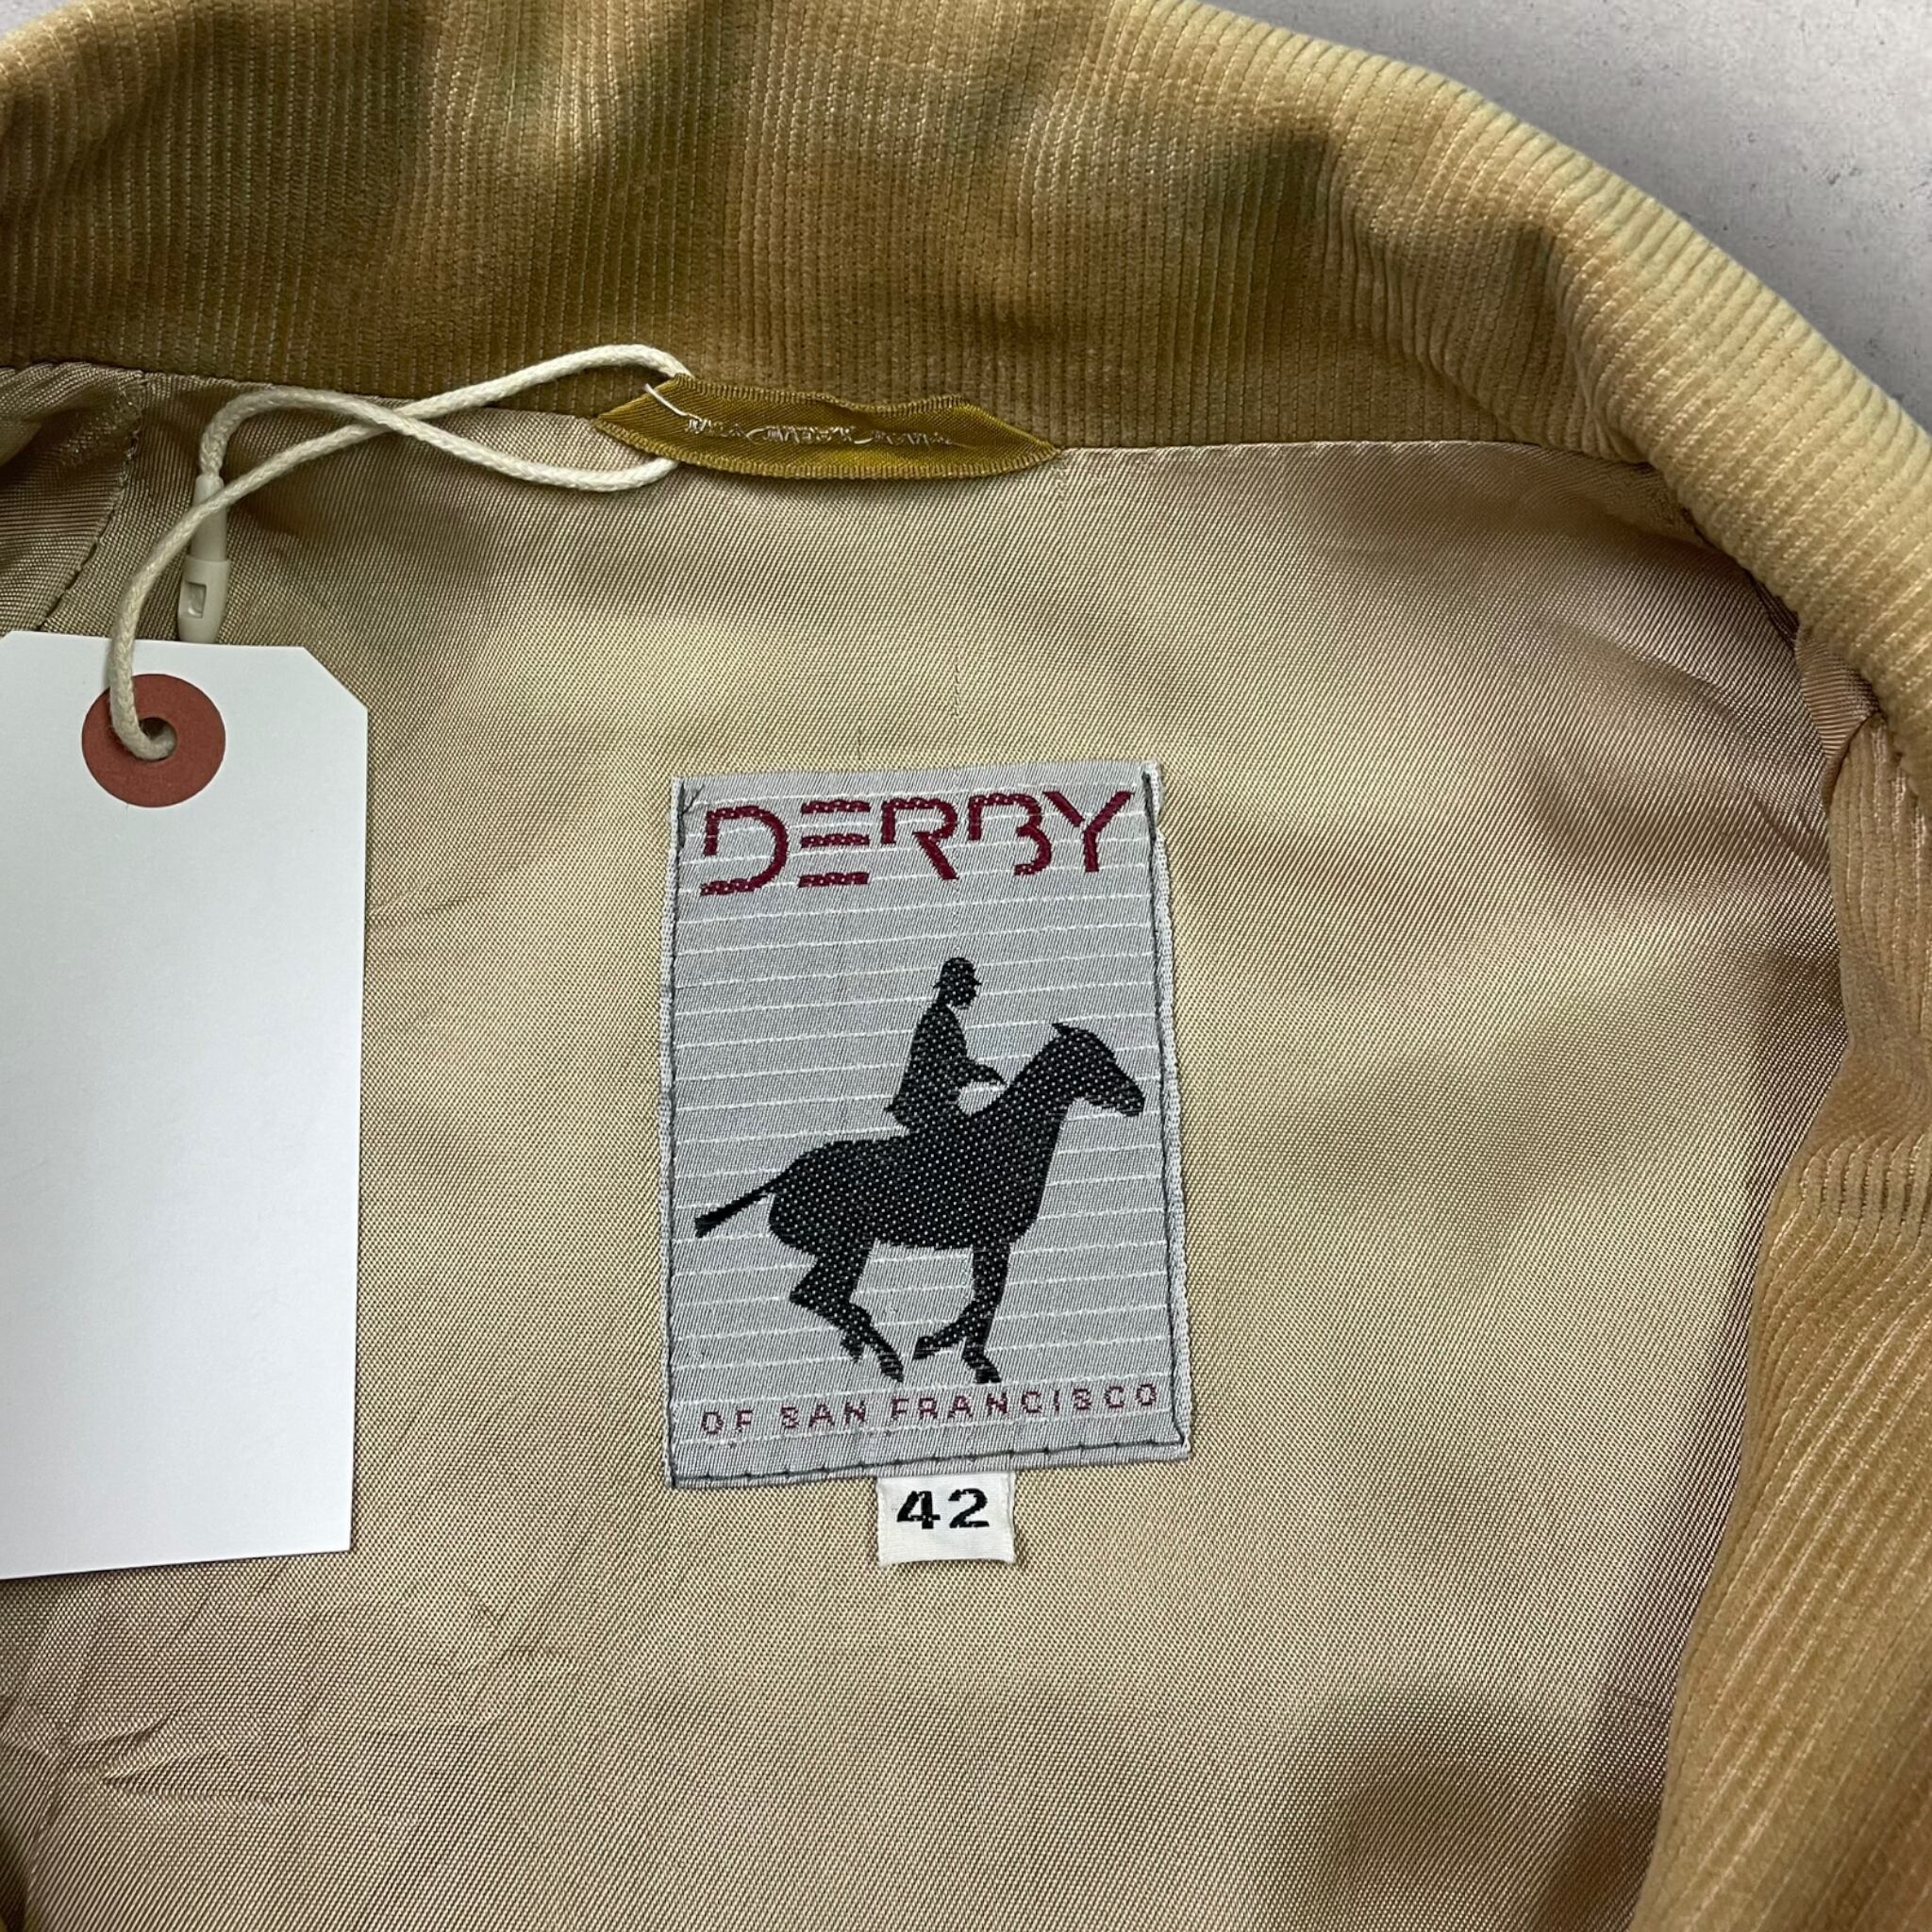 DERBY
OF SAN FRANCISCO
42